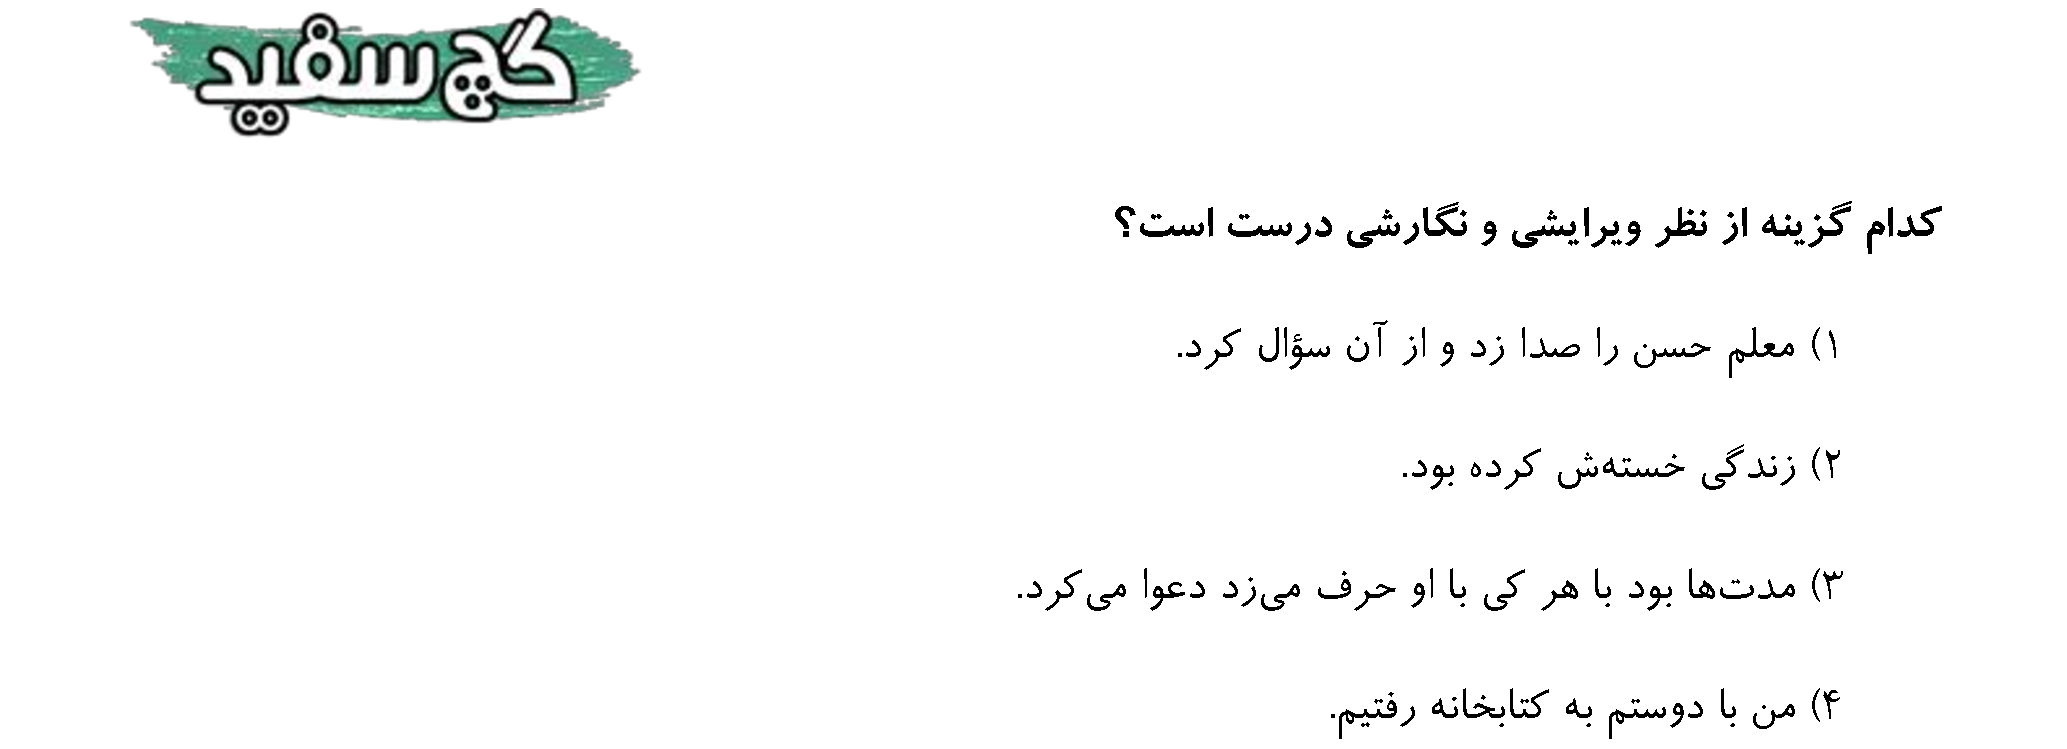 گچ سفید
کدام گزینه از نظر ویرایشی و نگارشی درست است؟
۱) معلم حسن را صدا زد و از آن سؤال کرد.
۲) زندگی خسته‌ش کرده بود.
۳) مدت‌ها بود با هر کی با او حرف می‌زد دعوا می‌کرد.
۴) من با دوستم به کتابخانه رفتیم.